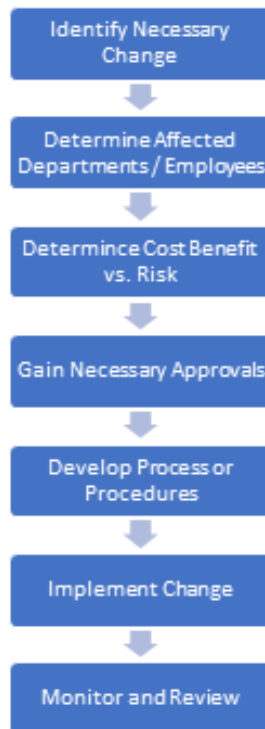 Identify Necessary
Change
Determine Affected
Departments / Employees
Determince Cost Benefit
vs. Risk
Gain Necessary Approvals
Develop Process or
Procedures
Implement Change
Monitor and Review